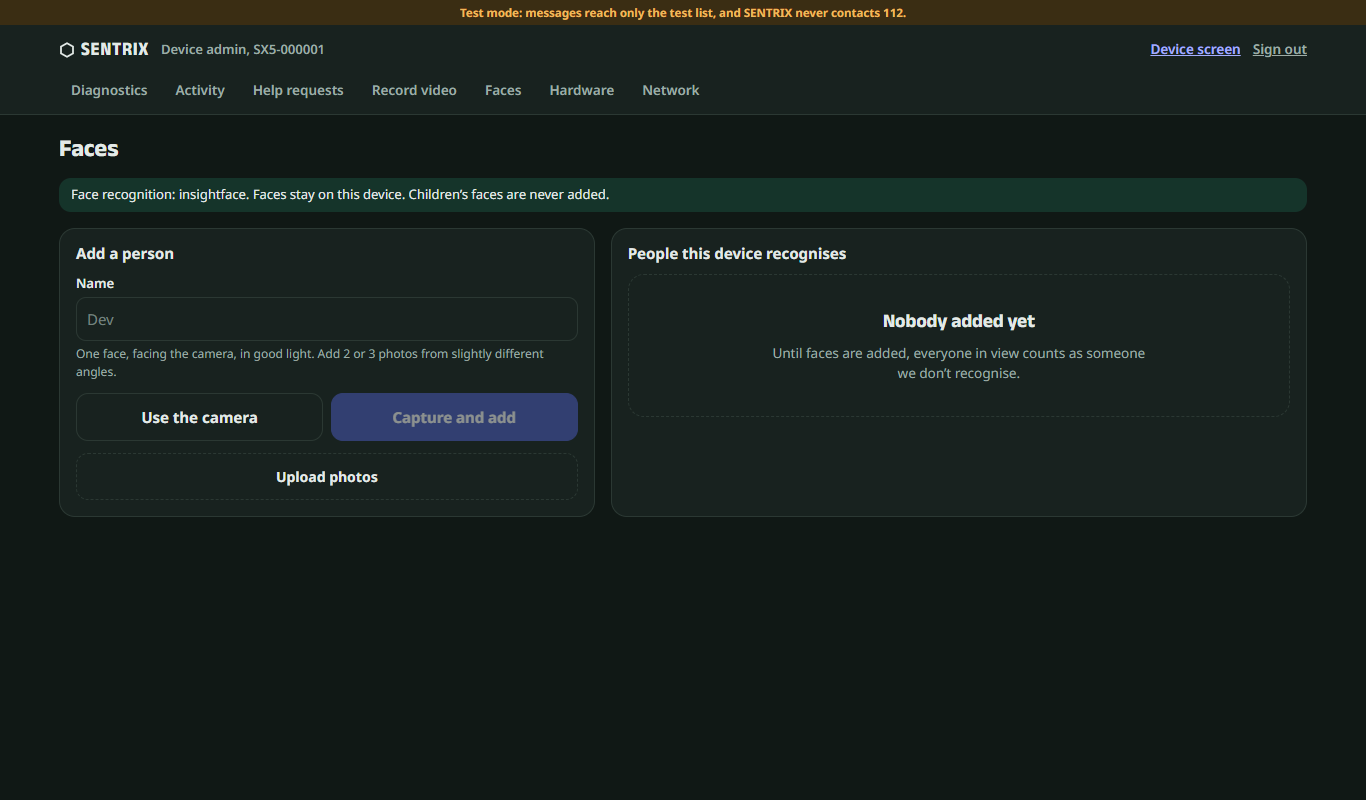 Test mode: messages reach only the test list, and SENTRIX never contacts 112.
SENTRIX Device admin, SX5-000001
Device screen Sign out
Diagnostics Activity Help requests Record video Faces Hardware Network
Faces
Face recognition: insightface. Faces stay on this device. Children’s faces are never added.
Add a person
Name
Dev
One face, facing the camera, in good light. Add 2 or 3 photos from slightly different
angles.
Use the camera Capture and add
Upload photos
People this device recognises
Nobody added yet
Until faces are added, everyone in view counts as someone
we don’t recognise.